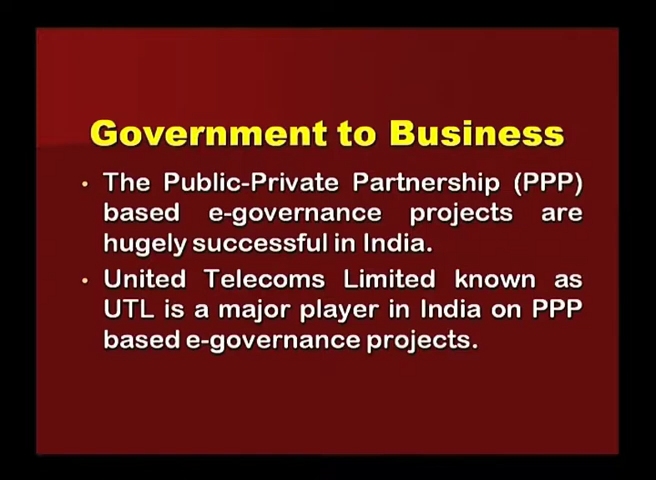 Government to Business
• The Public-Private Partnership (PPP)
based e-governance projects are
hugely successful in India.
• United Telecoms Limited known as
UTL is a major player in India on PPP
based e-governance projects.